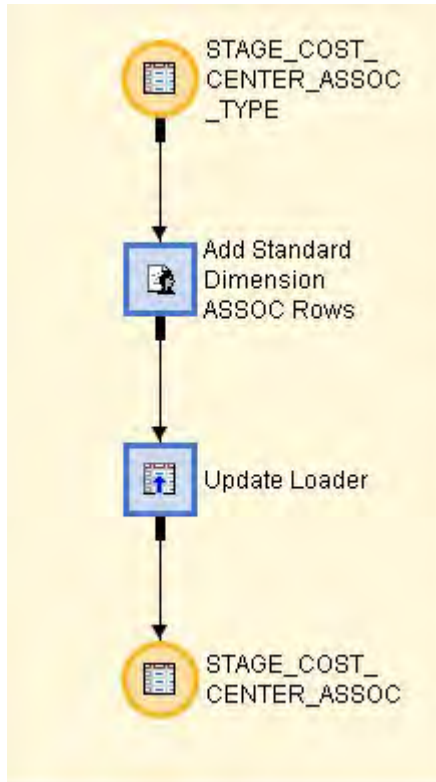 STAGE_COST_
CENTER_ASSOC
_TYPE
Add Standard
Dimension
ASSOC Rows
Update Loader
STAGE_COST_
CENTER_ASSOC